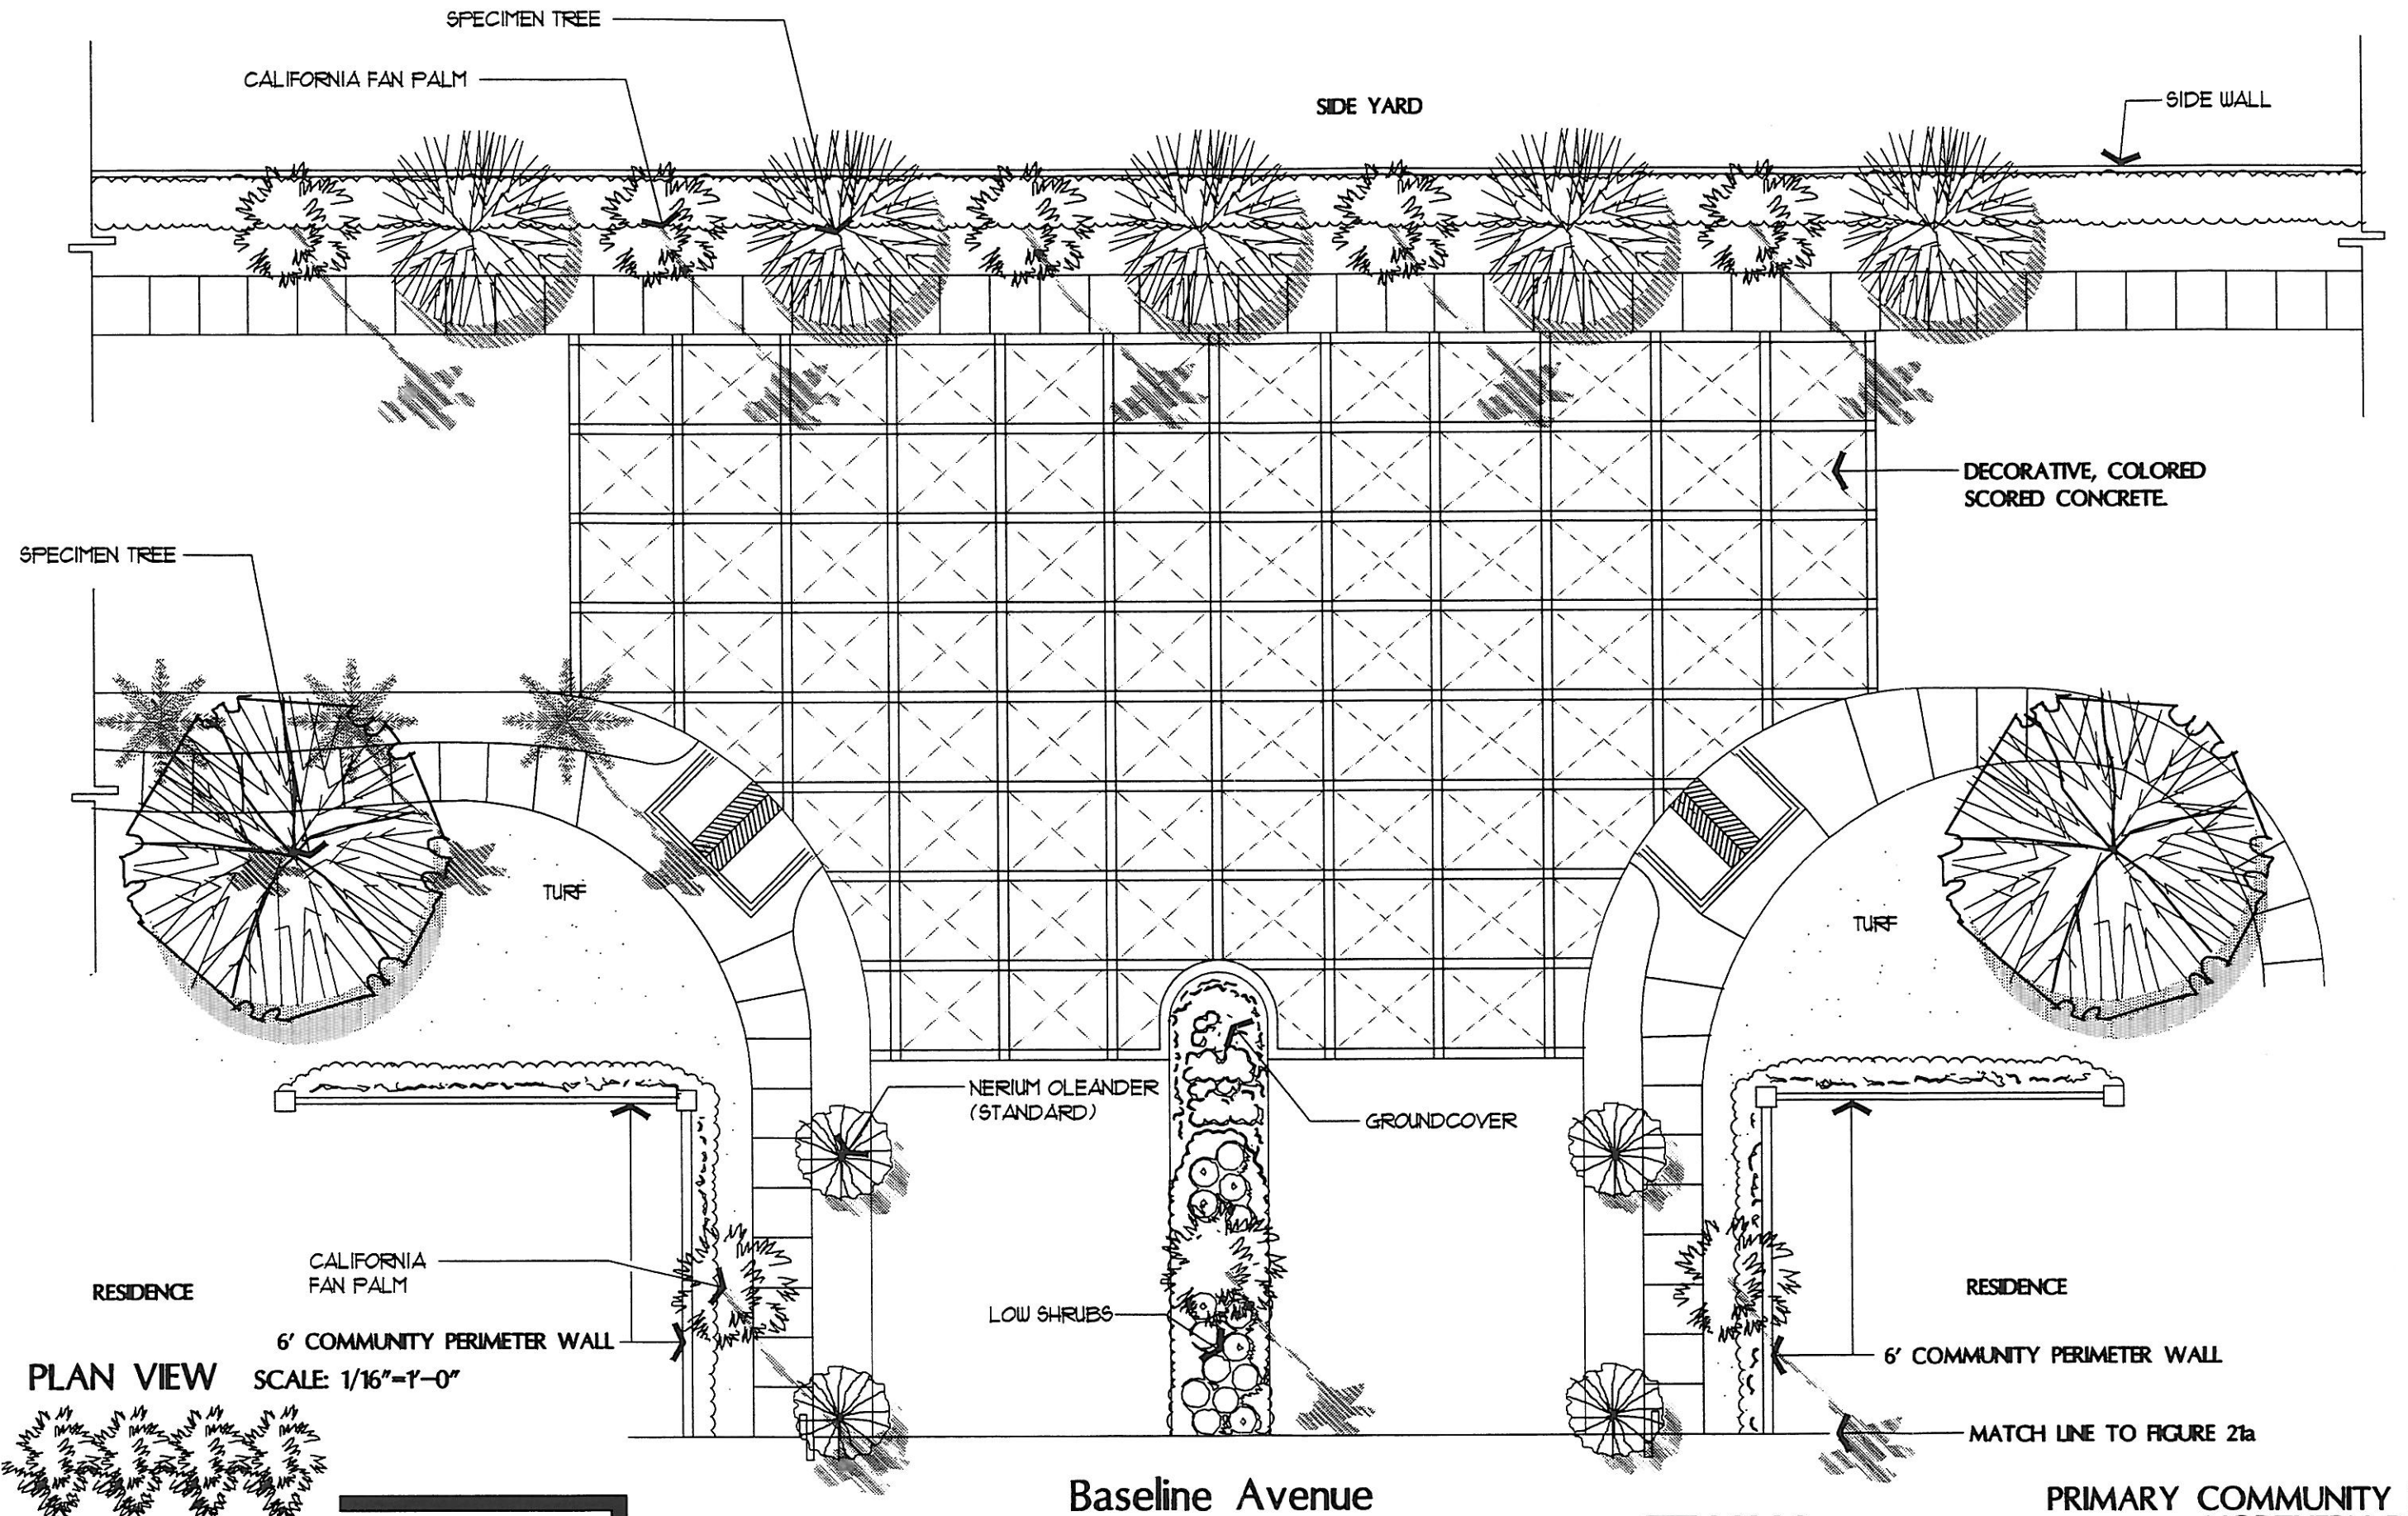 SPECIMEN TREE
CALIFORNIA FAN PALM
SIDE YARD
SIDE WALL
DECORATIVE, COLORED
SCORED CONCRETE.
SPECIMEN TREE
TURF
TURF
NERIUM OLEANDER
(STANDARD)
GROUNDCOVER
CALIFORNIA
FAN PALM
RESIDENCE
RESIDENCE
LOW SHRUBS
6' COMMUNITY PERIMETER WALL
6' COMMUNITY PERIMETER WALL
PLAN VIEW SCALE: 1/16"=1'-0"
MATCH LINE TO FIGURE 21a
Baseline Avenue
PRIMARY COMMUNITY